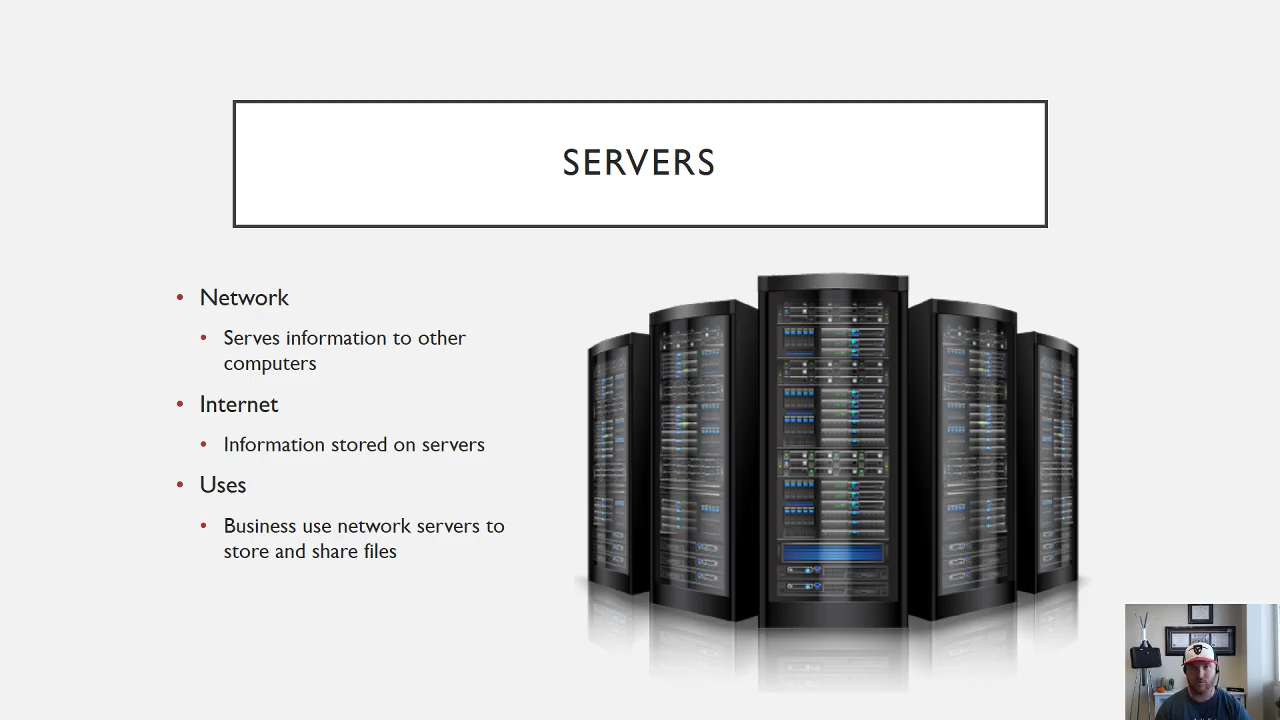 SERVERS
• Network
• Serves information to other
computers
• Internet
• Information stored on servers
• Uses
• Business use network servers to
store and share files